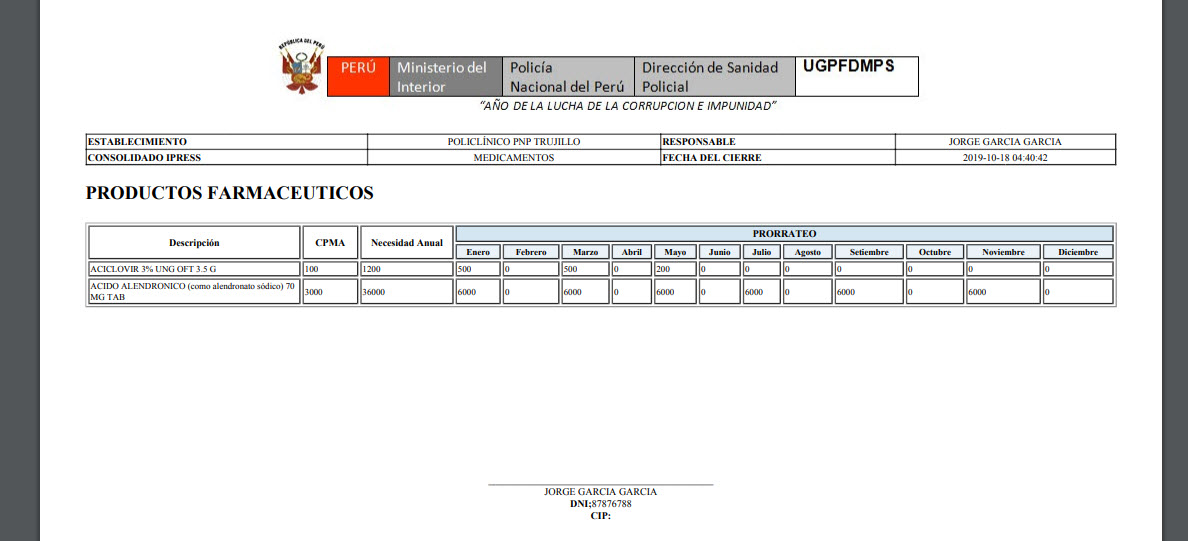 REPÚBLICA DEL PERÚ
PERÚ Ministerio del Interior Policía Nacional del Perú Dirección de Sanidad Policial UGPFDMPS
“AÑO DE LA LUCHA DE LA CORRUPCION E IMPUNIDAD”
ESTABLECIMIENTO POLICLÍNICO PNP TRUJILLO RESPONSABLE JORGE GARCIA GARCIA
CONSOLIDADO IPRESS MEDICAMENTOS FECHA DEL CIERRE 2019-10-18 04:40:42
PRODUCTOS FARMACEUTICOS
Descripción CPMA Necesidad Anual PRORRATEO
Enero Febrero Marzo Abril Mayo Junio Julio Agosto Setiembre Octubre Noviembre Diciembre
ACICLOVIR 3% UNG OFT 3.5 G 100 1200 500 0 500 0 200 0 0 0 0 0 0 0
ACIDO ALENDRONICO (como alendronato sódico) 70 MG TAB 3000 36000 6000 0 6000 0 6000 0 6000 0 6000 0 6000 0
JORGE GARCIA GARCIA
DNI;87876788
CIP: